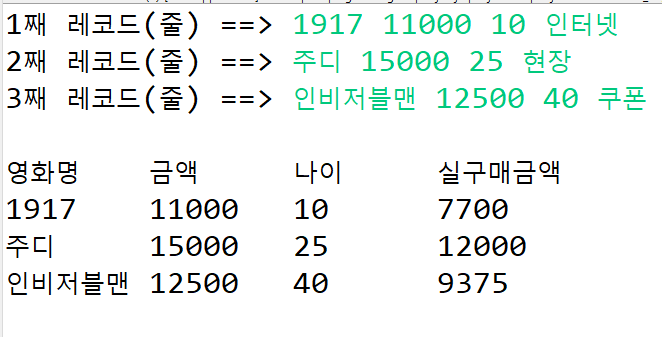 1째 레코드(줄) ==> 1917 11000 10 인터넷
2째 레코드(줄) ==> 주디 15000 25 현장
3째 레코드(줄) ==> 인비저블맨 12500 40 쿠폰
영화명 금액 나이 실구매금액
1917 11000 10 7700
주디 15000 25 12000
인비저블맨 12500 40 9375